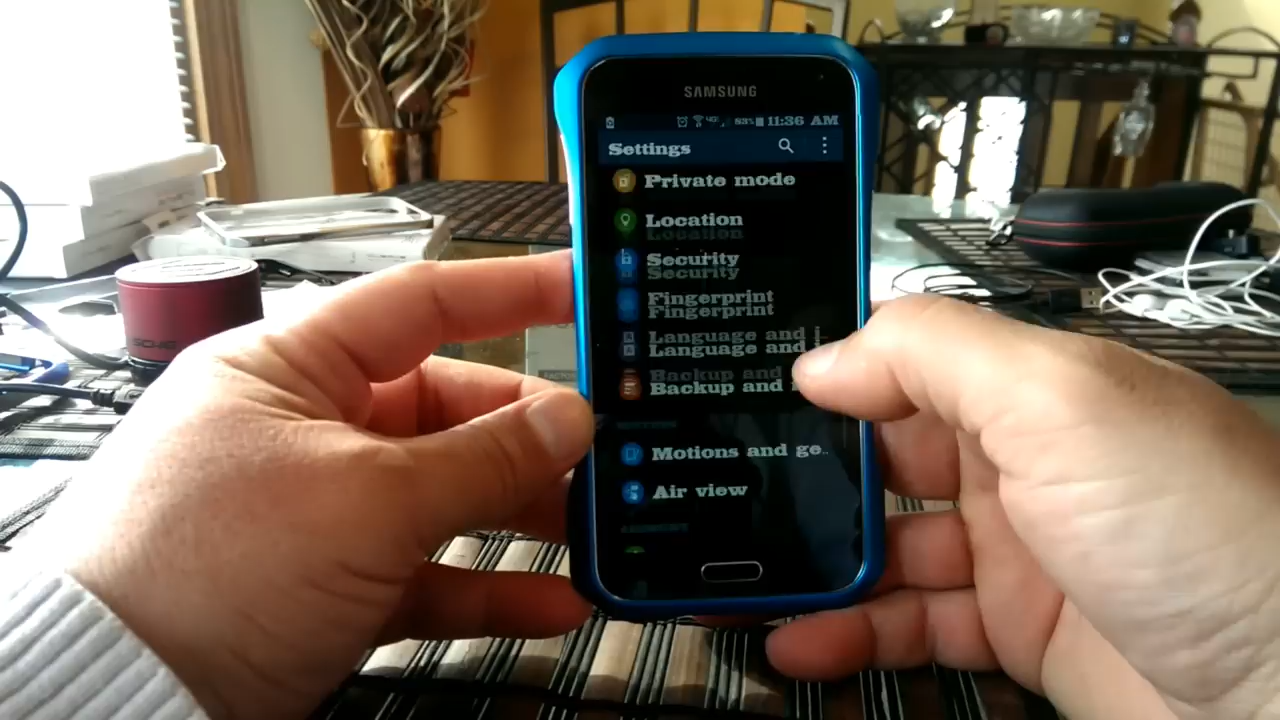 SAMSUNG
83% 11:36 AM
Settings
Private mode
Location
Security
Fingerprint
Language and
Backup and
Motions and ge..
Air view